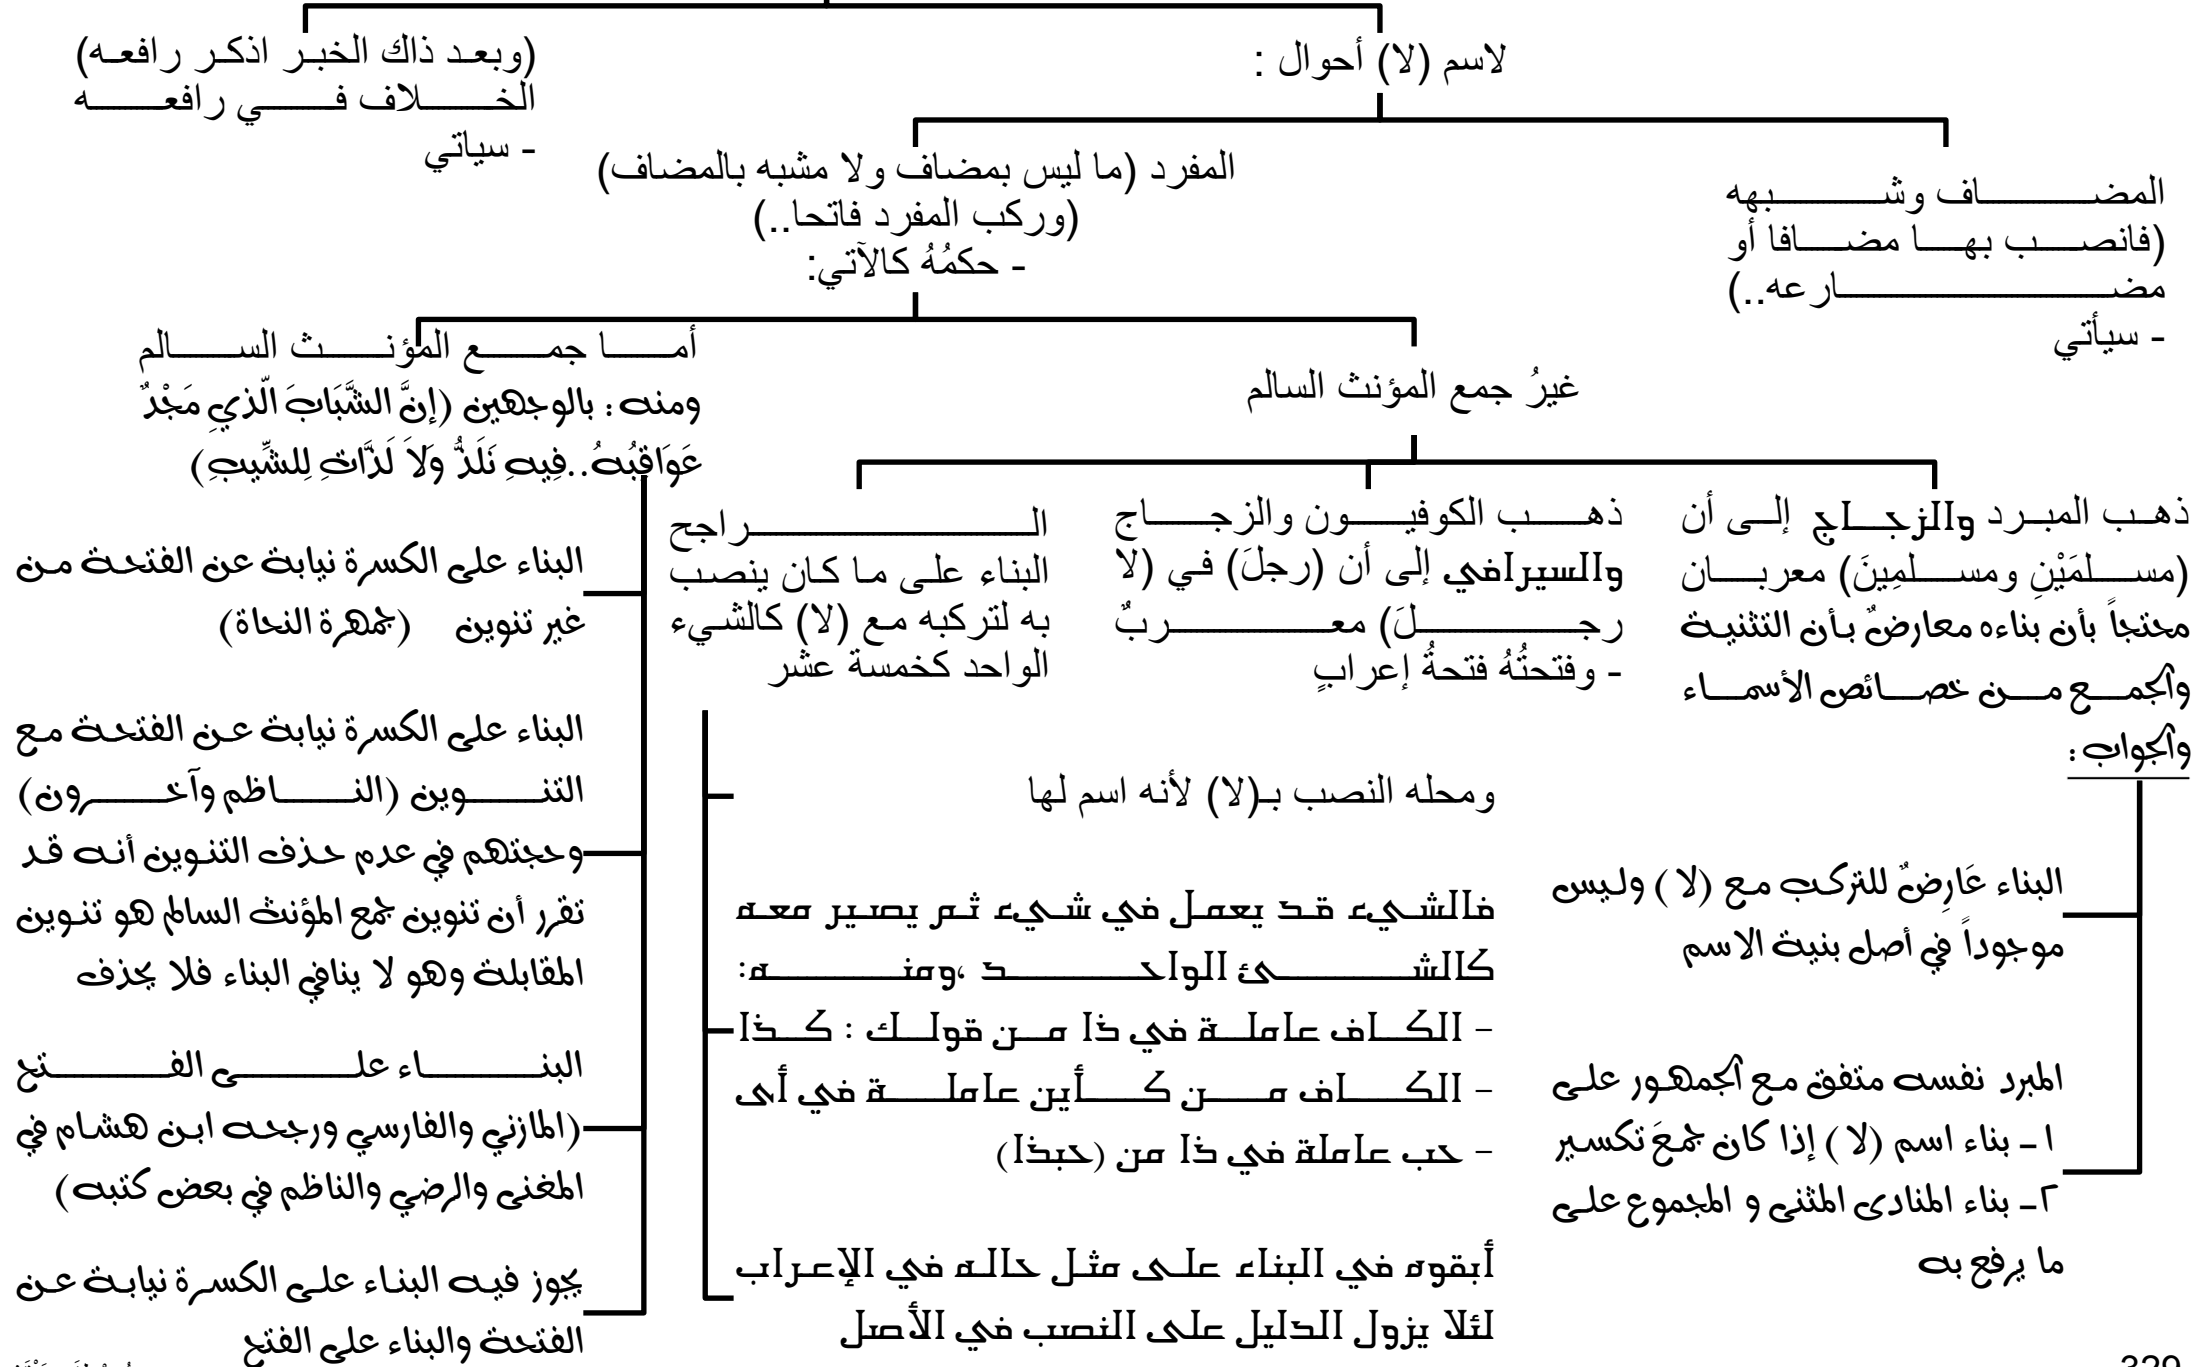 لاسم (لا) أحوال :
(وبعد ذاك الخبر اذكر رافعه)
الخلاف في رافعه
- سياتي
المضاف وشبهه
(فانصب بها مضافا أو
مضارعه..)
- سيأتي
المفرد (ما ليس بمضاف ولا مشبه بالمضاف)
(وركب المفرد فاتحا..)
- حكمُهُ كالآتي:
غيرُ جمع المؤنث السالم
ذهب المبرد والزجاج إلى أن
(مسلمَيْنِ ومسلمِينَ) معربان
محتجاً بأن بناءه معارضٌ بأن التثنية
والجمع من خصائص الأسماء
والجواب:
البناء عَارِضٌ للتركب مع (لا) وليس
موجوداً في أصل بنية الاسم
المبرد نفسه متفق مع الجمهور على
١- بناء اسم (لا) إذا كان جمعَ تكسير
٢- بناء المنادى المثنى و المجموع على
ما يرفع به
ذهب الكوفيون والزجاج
والسيرافي إلى أن (رجلَ) في (لا
رجلَ) معربٌ
- وفتحتُهُ فتحةُ إعرابٍ
الراجح
البناء على ما كان ينصب
به لتركبه مع (لا) كالشيء
الواحد كخمسة عشر
ومحله النصب بـ(لا) لأنه اسم لها
فالشيء قد يعمل في شيء ثم يصير معه
كالشئ الواحد ،ومنه:
- الكاف عاملة في ذا من قولك : كذا
- الكاف من كأين عاملة في أى
- حب عاملة في ذا من (حبذا)
أبقوه في البناء على مثل حاله في الإعراب
لئلا يزول الدليل على النصب في الأصل
أما جمع المؤنث السالم
ومنه: بالوجهين (إنَّ الشَّبَابَ الّذي مَجْدٌ
عَوَاقِبُهُ..فِيهِ نَلَذُّ وَلاَ لَذَّاتِ لِلشِّيبِ)
البناء على الكسرة نيابة عن الفتحة من
غير تنوين (جمهرة النحاة)
البناء على الكسرة نيابة عن الفتحة مع
التنوين (الناظم وآخرون)
وحجتهم في عدم حذف التنوين أنه قد
تقرر أن تنوين جمع المؤنث السالم هو تنوين
المقابلة وهو لا ينافي البناء فلا يحذف
البناء على الفتح
(المازني والفارسي ورجحه ابن هشام في
المغنى والرضي والناظم في بعض كتبه)
يجوز فيه البناء على الكسرة نيابة عن
الفتحة والبناء على الفتح